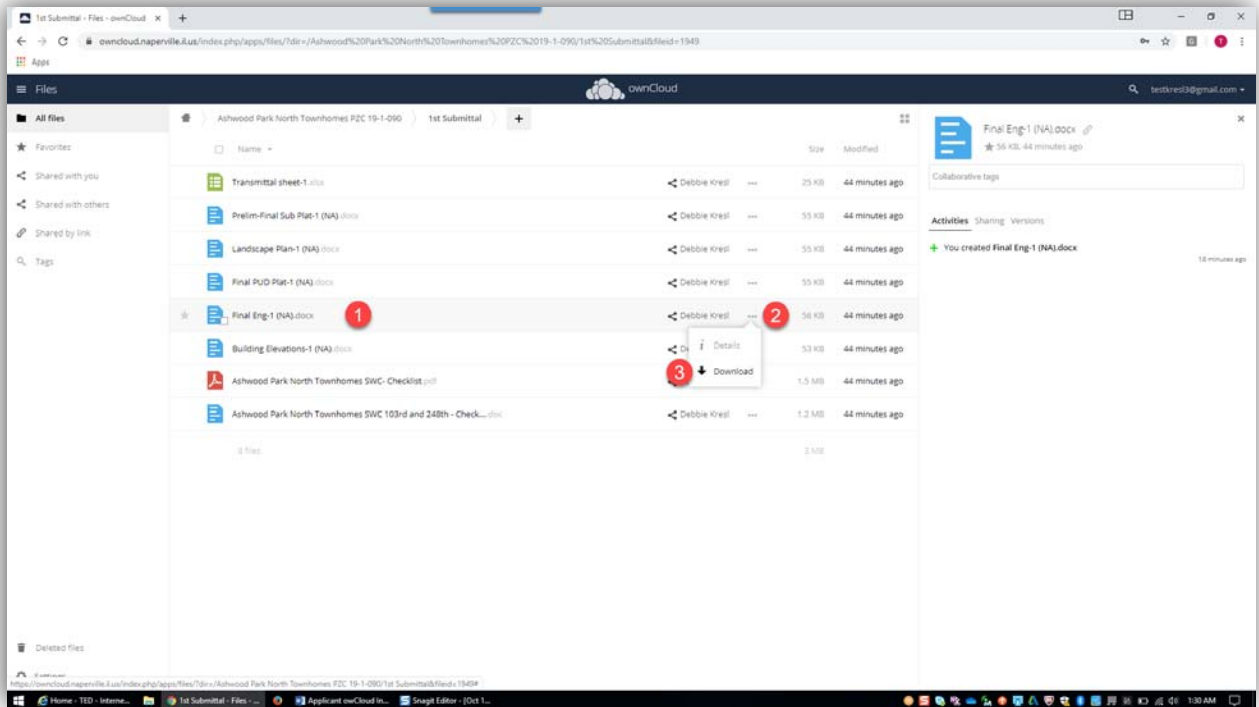 1st Submittal - Files - ownCloud × +
owncloud.naperville.il.us/index.php/apps/files/?dir=/Ashwood%20Park%20North%20Townhomes%20PZC%2019-1-090/1st%20Submittal&fileid=1949
Apps
Files
ownCloud
testkresl3@gmail.com
All files
Favorites
Shared with you
Shared with others
Shared by link
Tags
Ashwood Park North Townhomes PZC 19-1-090 1st Submittal +
Name Size Modified
Transmittal sheet-1.xlsx Debbie Kresl ... 25 KB 44 minutes ago
Prelim-Final Sub Plat-1 (NA).docx Debbie Kresl ... 55 KB 44 minutes ago
Landscape Plan-1 (NA).docx Debbie Kresl ... 55 KB 44 minutes ago
Final PUD Plat-1 (NA).docx Debbie Kresl ... 55 KB 44 minutes ago
Final Eng-1 (NA).docx 1 Debbie Kresl ... 2 56 KB 44 minutes ago
Building Elevations-1 (NA).docx De 53 KB 44 minutes ago
i Details
3 Download
Ashwood Park North Townhomes SWC- Checklist.pdf 1.5 MB 44 minutes ago
Ashwood Park North Townhomes SWC 103rd and 248th - Check....doc Debbie Kresl ... 1.2 MB 44 minutes ago
8 files 2 MB
Final Eng-1 (NA).docx
56 KB, 44 minutes ago
Collaborative tags
Activities Sharing Versions
+ You created Final Eng-1 (NA).docx
18 minutes ago
Deleted files
Settings
https://owncloud.naperville.il.us/index.php/apps/files/?dir=/Ashwood Park North Townhomes PZC 19-1-090/1st Submittal&fileid=1949#
Home - TED - Interne... 1st Submittal - Files - ... Applicant owCloud In... Snagit Editor - [Oct 1... 1:30 AM